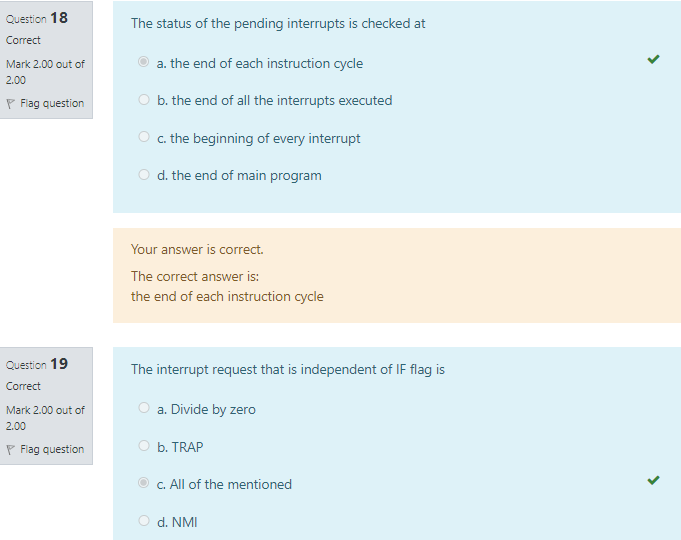 Question 18
Correct
Mark 2.00 out of
2.00
Flag question
The status of the pending interrupts is checked at
a. the end of each instruction cycle
b. the end of all the interrupts executed
c. the beginning of every interrupt
d. the end of main program
Your answer is correct.
The correct answer is:
the end of each instruction cycle
Question 19
Correct
Mark 2.00 out of
2.00
Flag question
The interrupt request that is independent of IF flag is
a. Divide by zero
b. TRAP
c. All of the mentioned
d. NMI